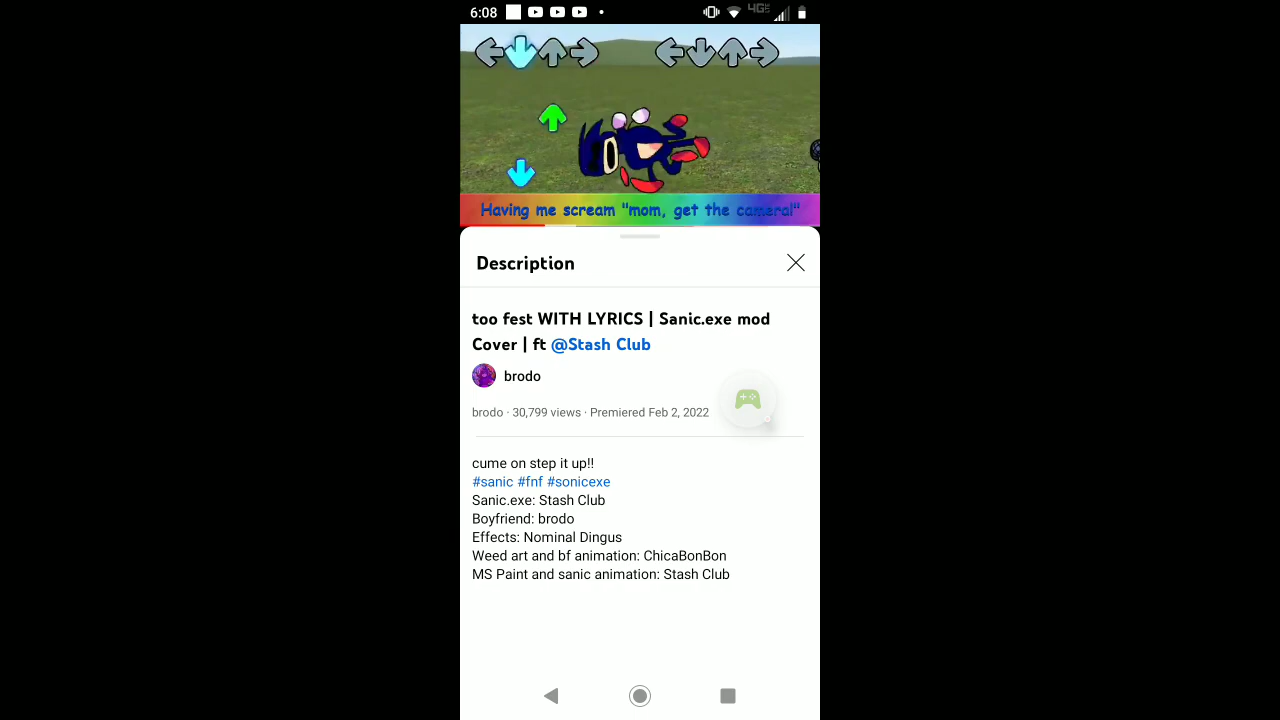 6:08
4G
Having me scream "mom, get the camera!"
Description
too fest WITH LYRICS | Sanic.exe mod
Cover | ft @Stash Club
brodo
brodo · 30,799 views · Premiered Feb 2, 2022
cume on step it up!!
#sanic #fnf #sonicexe
Sanic.exe: Stash Club
Boyfriend: brodo
Effects: Nominal Dingus
Weed art and bf animation: ChicaBonBon
MS Paint and sanic animation: Stash Club